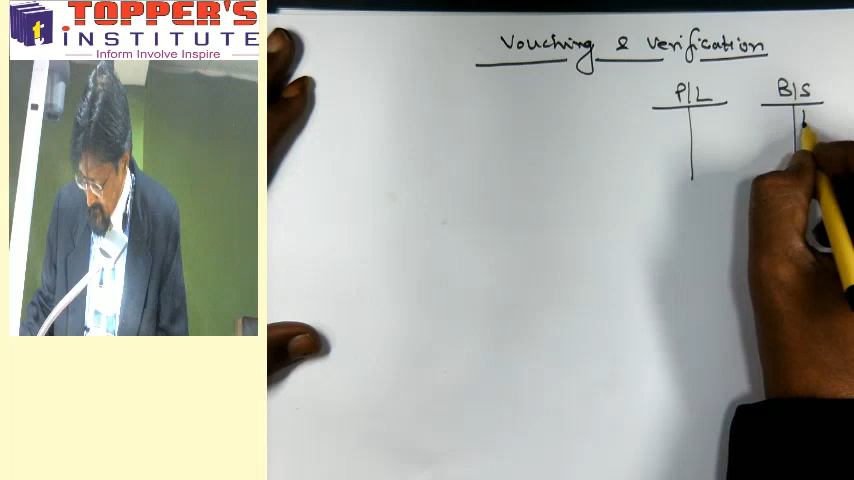 TOPPER'S
t iNSTITUTE
Inform Involve Inspire
Vouching & Verification
P/L B/S